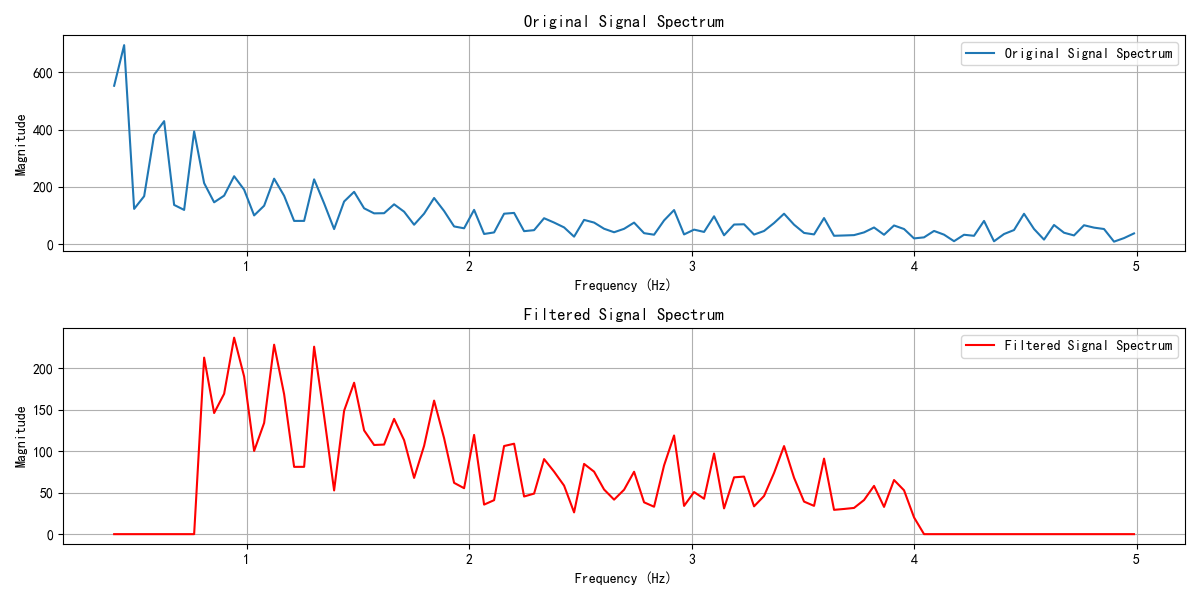 Original Signal Spectrum
Magnitude
600
400
200
0
Original Signal Spectrum
1 2 3 4 5
Frequency (Hz)
Filtered Signal Spectrum
Magnitude
200
150
100
50
0
Filtered Signal Spectrum
1 2 3 4 5
Frequency (Hz)